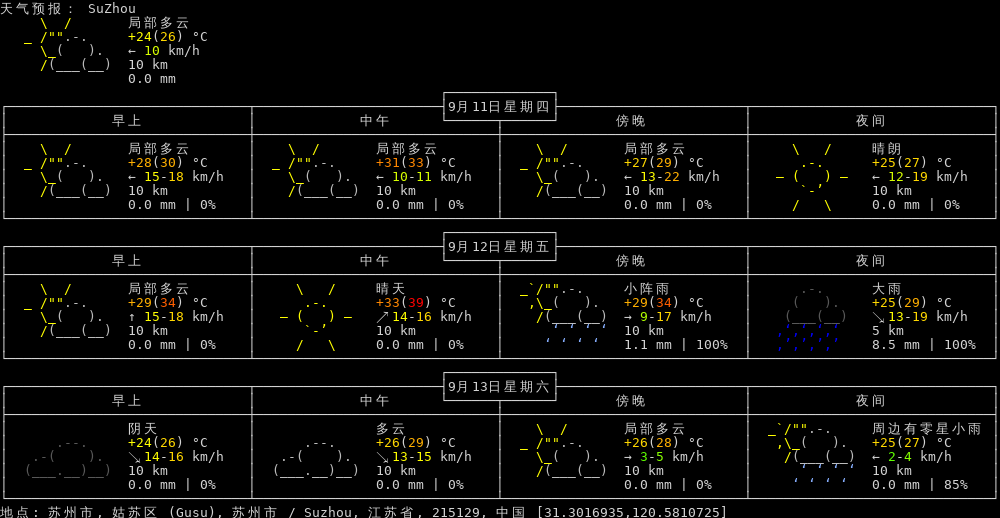 天气预报： SuZhou
局部多云
+24(26) °C
← 10 km/h
10 km
0.0 mm
9月11日星期四
早上 中午 傍晚 夜间
局部多云 局部多云 局部多云 晴朗
+28(30) °C +31(33) °C +27(29) °C +25(27) °C
← 15-18 km/h ← 10-11 km/h ← 13-22 km/h ← 12-19 km/h
10 km 10 km 10 km 10 km
0.0 mm | 0% 0.0 mm | 0% 0.0 mm | 0% 0.0 mm | 0%
9月12日星期五
早上 中午 傍晚 夜间
局部多云 晴天 小阵雨 大雨
+29(34) °C +33(39) °C +29(34) °C +25(29) °C
↑ 15-18 km/h ↗ 14-16 km/h → 9-17 km/h ↘ 13-19 km/h
10 km 10 km 10 km 5 km
0.0 mm | 0% 0.0 mm | 0% 1.1 mm | 100% 8.5 mm | 100%
9月13日星期六
早上 中午 傍晚 夜间
阴天 多云 局部多云 周边有零星小雨
+24(26) °C +26(29) °C +26(28) °C +25(27) °C
↘ 14-16 km/h ↘ 13-15 km/h → 3-5 km/h ← 2-4 km/h
10 km 10 km 10 km 10 km
0.0 mm | 0% 0.0 mm | 0% 0.0 mm | 0% 0.0 mm | 85%
地点: 苏州市, 姑苏区 (Gusu), 苏州市 / Suzhou, 江苏省, 215129, 中国 [31.3016935,120.5810725]